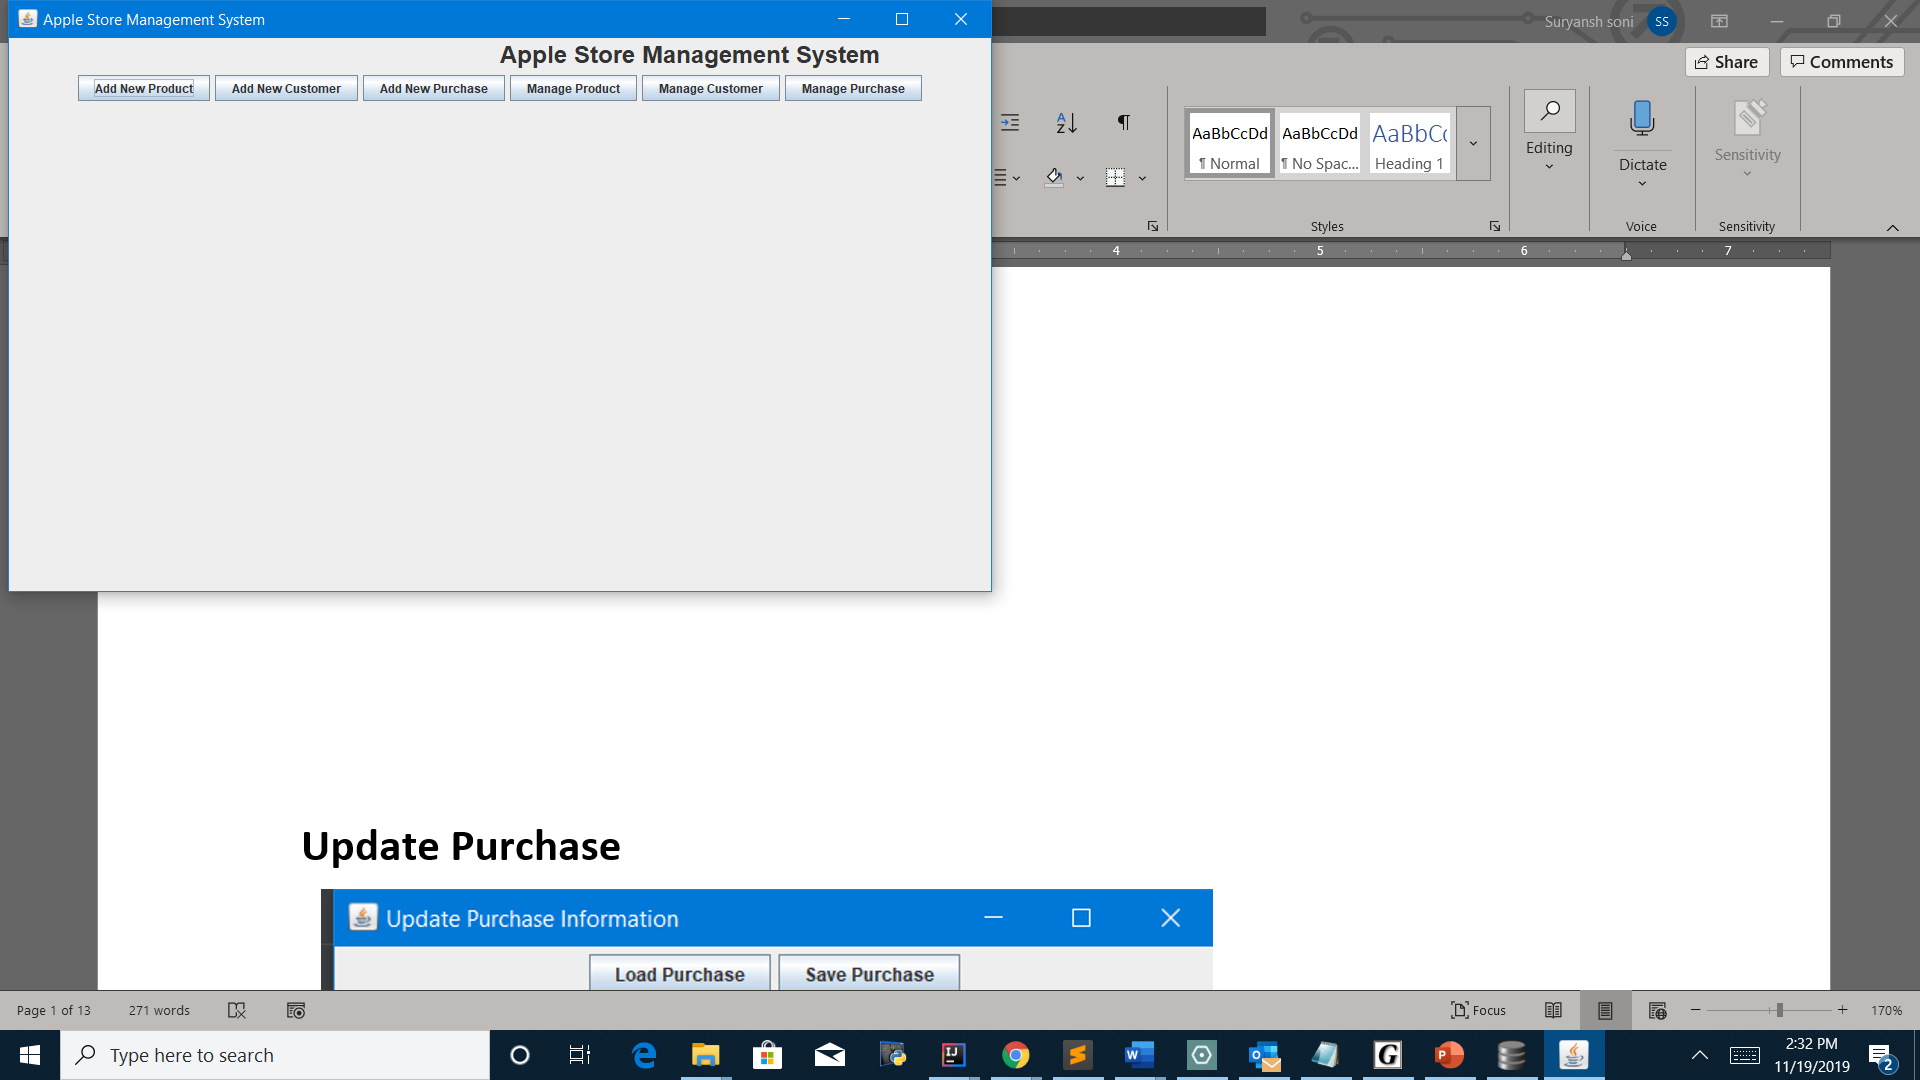 Apple Store Management System
Suryansh soni SS
Apple Store Management System
Share Comments
Add New Product Add New Customer Add New Purchase Manage Product Manage Customer Manage Purchase
AaBbCcDd AaBbCcDd AaBbC
¶ Normal ¶ No Spac... Heading 1
Editing
Dictate
Sensitivity
Styles Voice Sensitivity
4 5 6 7
Update Purchase
Update Purchase Information
Load Purchase Save Purchase
Page 1 of 13 271 words Focus 170%
Type here to search
2:32 PM
11/19/2019
2